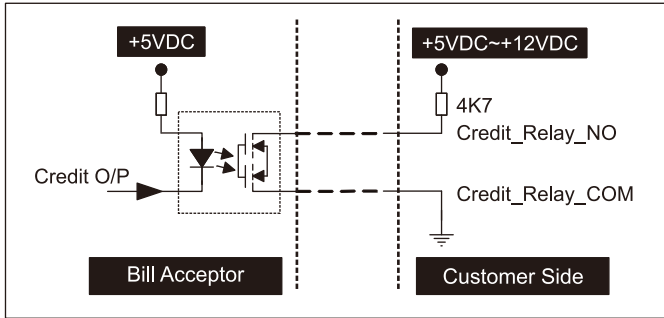 +5VDC
+5VDC~+12VDC
4K7
Credit_Relay_NO
Credit O/P
Credit_Relay_COM
Bill Acceptor
Customer Side